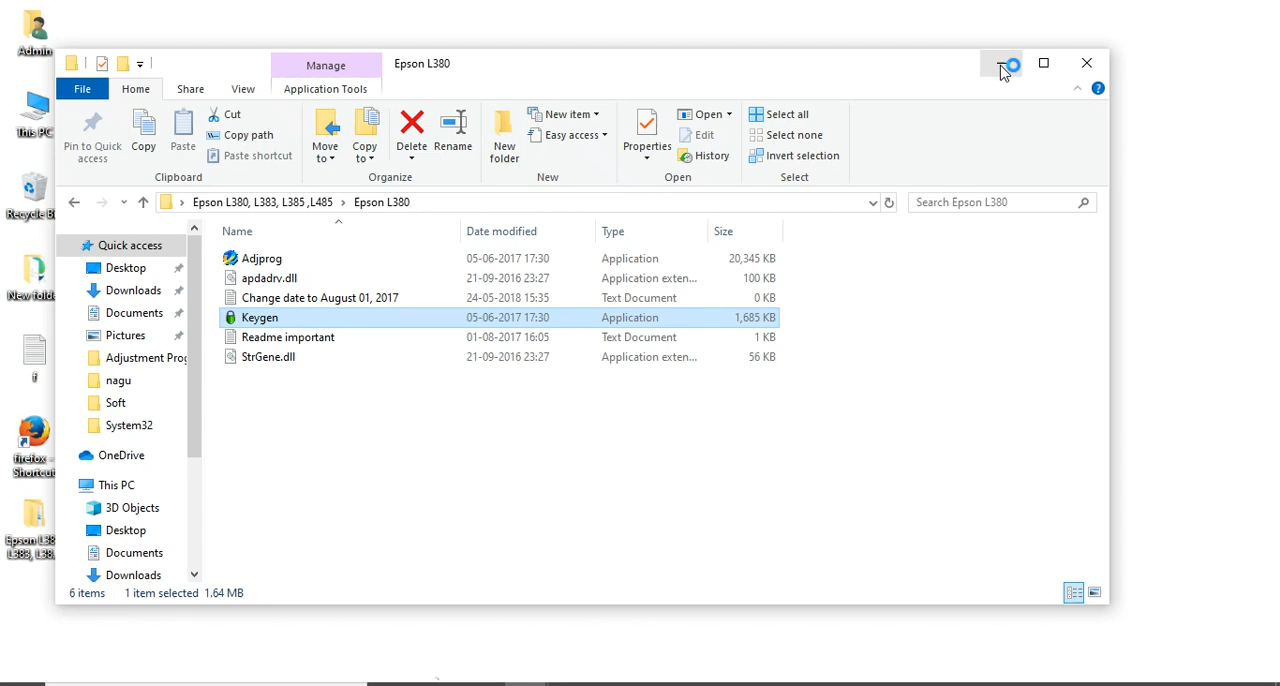 Admin
This PC
Recycle Bi
New folde
firefox -
Shortcut
Epson L38
L383, L38.
Manage
Epson L380
File
Home
Share
View
Application Tools
Pin to Quick access
Copy
Paste
Cut
Copy path
Paste shortcut
Clipboard
Move to
Copy to
Delete
Rename
Organize
New folder
New item
Easy access
New
Properties
Open
Edit
History
Open
Select all
Select none
Invert selection
Select
Epson L380, L383, L385 ,L485 > Epson L380
Search Epson L380
Name Date modified Type Size
Adjprog 05-06-2017 17:30 Application 20,345 KB
apdadrv.dll 21-09-2016 23:27 Application exten... 100 KB
Change date to August 01, 2017 24-05-2018 15:35 Text Document 0 KB
Keygen 05-06-2017 17:30 Application 1,685 KB
Readme important 01-08-2017 16:05 Text Document 1 KB
StrGene.dll 21-09-2016 23:27 Application exten... 56 KB
Quick access
Desktop
Downloads
Documents
Pictures
Adjustment Prog
nagu
Soft
System32
OneDrive
This PC
3D Objects
Desktop
Documents
Downloads
6 items 1 item selected 1.64 MB